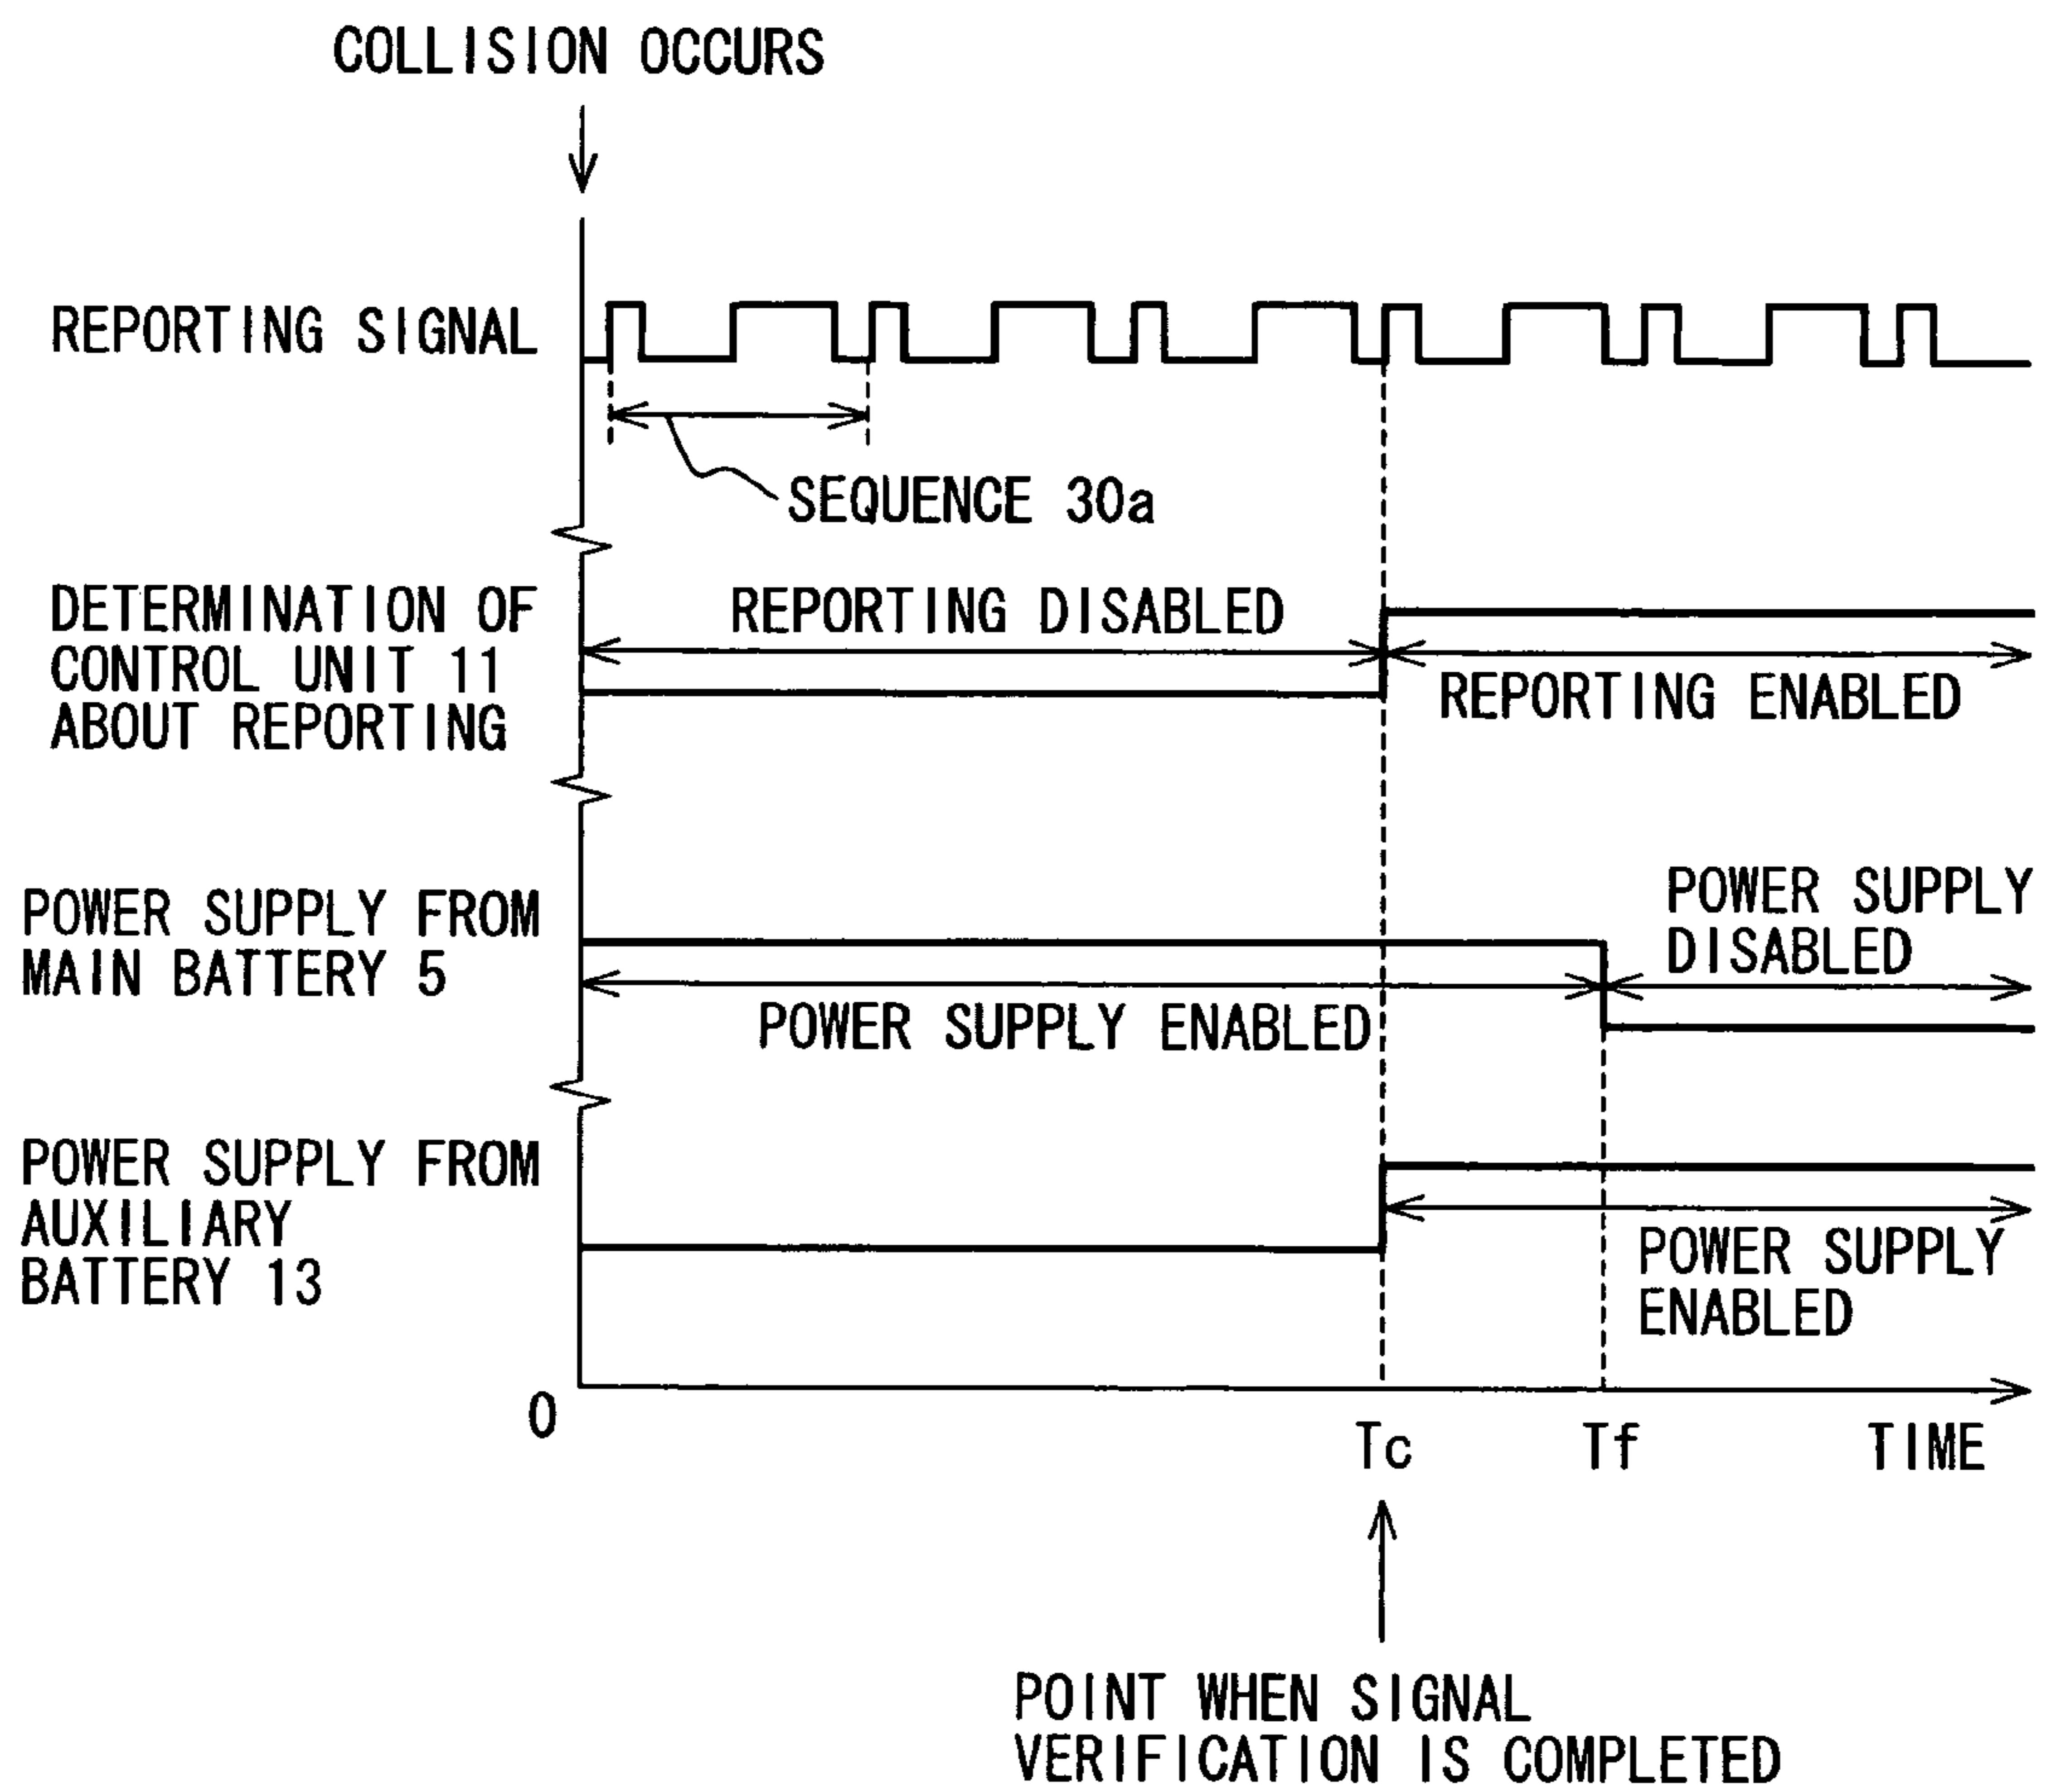 COLLISION OCCURS
REPORTING SIGNAL
SEQUENCE 30a
DETERMINATION OF
CONTROL UNIT 11
ABOUT REPORTING
REPORTING DISABLED
REPORTING ENABLED
POWER SUPPLY FROM
MAIN BATTERY 5
POWER SUPPLY ENABLED
POWER SUPPLY
DISABLED
POWER SUPPLY FROM
AUXILIARY
BATTERY 13
POWER SUPPLY
ENABLED
0
Tc
Tf
TIME
POINT WHEN SIGNAL
VERIFICATION IS COMPLETED